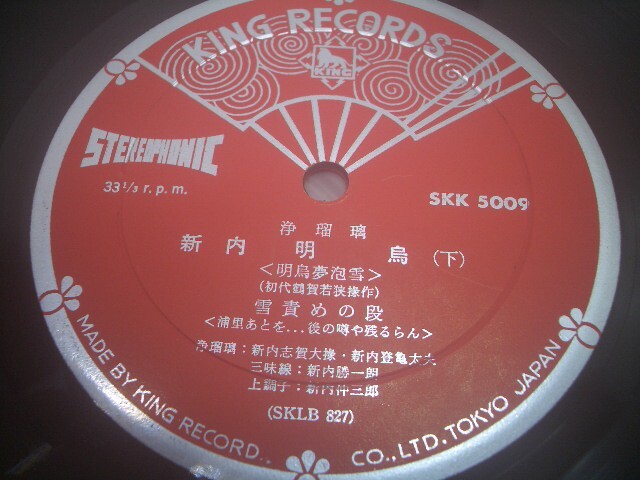 KING RECORDS
KING
STEREOPHONIC
33 1/3 r. p. m.
SKK 5009
浄瑠璃
新内 明烏 (下)
<明烏夢泡雪>
(初代鶴賀若狭掾作)
雪責めの段
<浦里あとを...後の噂や残るらん>
浄瑠璃：新内志賀大掾・新内登亀太夫
三味線：新内勝一朗
上調子：新内仲三郎
(SKLB 827)
MADE BY KING RECORD.. CO., LTD. TOKYO JAPAN